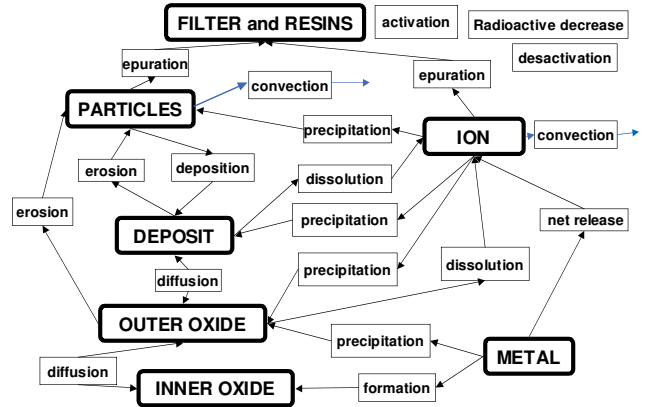 FILTER and RESINS
activation
Radioactive decrease
desactivation
epuration
convection
epuration
PARTICLES
precipitation
ION
convection
erosion
deposition
dissolution
erosion
precipitation
net release
DEPOSIT
precipitation
dissolution
diffusion
OUTER OXIDE
precipitation
METAL
diffusion
INNER OXIDE
formation